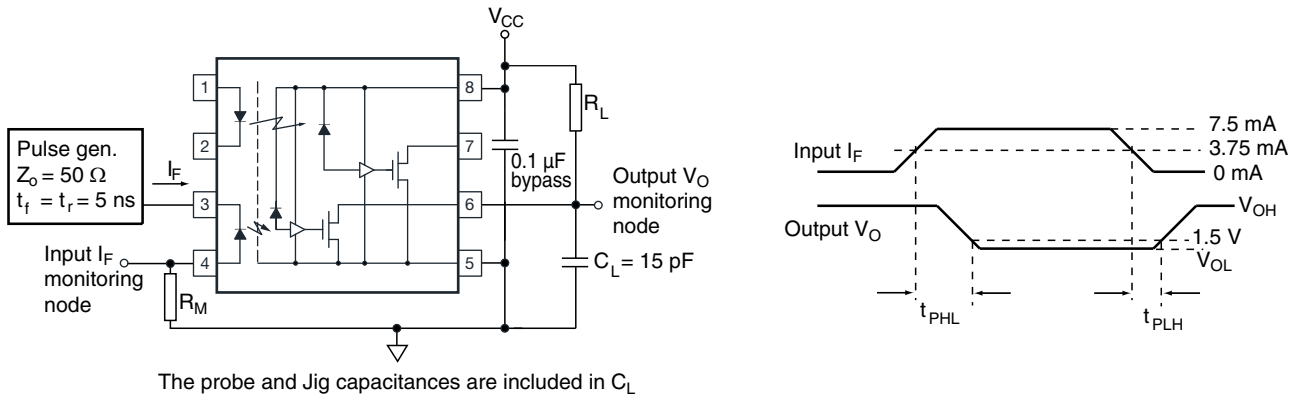 V_CC
1
2
3
4
8
7
6
5
R_L
0.1 µF
bypass
Pulse gen.
Z_o = 50 Ω
t_f = t_r = 5 ns
I_F
Output V_O
monitoring
node
Input I_F
monitoring
node
R_M
C_L = 15 pF
The probe and Jig capacitances are included in C_L
Input I_F
7.5 mA
3.75 mA
0 mA
Output V_O
V_OH
1.5 V
V_OL
t_PHL
t_PLH